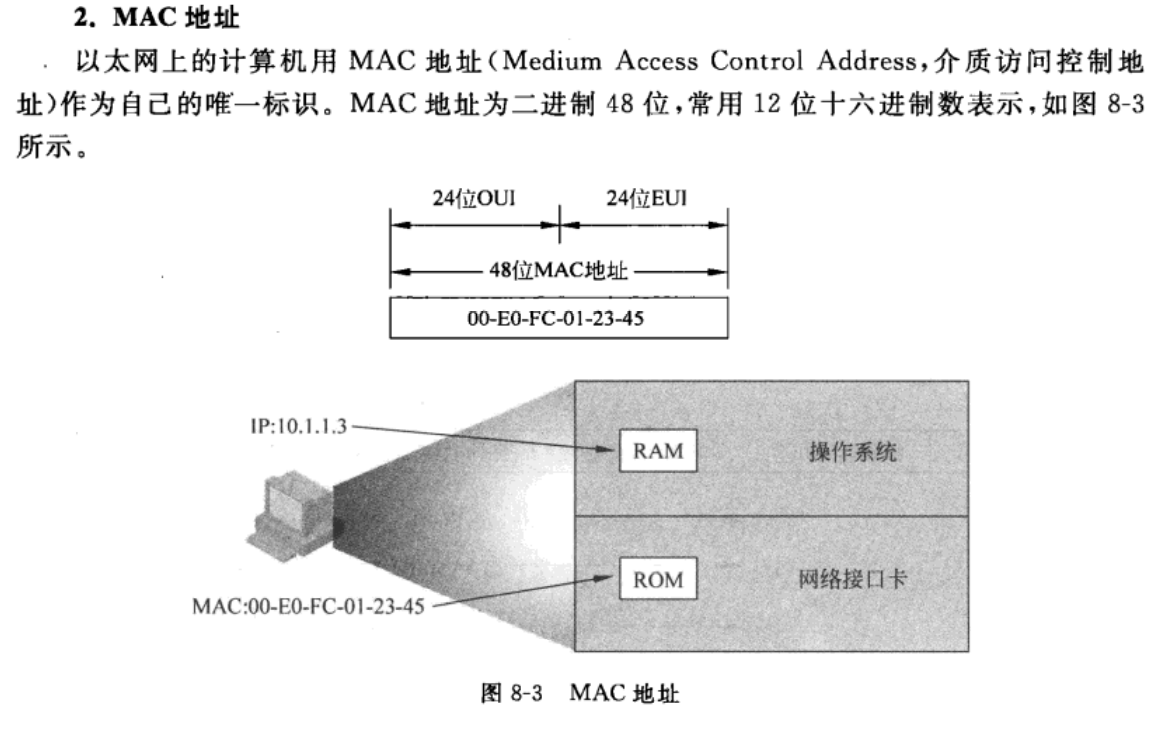 2. MAC 地址
以太网上的计算机用 MAC 地址(Medium Access Control Address,介质访问控制地
址)作为自己的唯一标识。MAC 地址为二进制 48 位,常用 12 位十六进制数表示,如图 8-3
所示。
24位OUI 24位EUI
48位MAC地址
00-E0-FC-01-23-45
IP:10.1.1.3
RAM 操作系统
ROM 网络接口卡
MAC:00-E0-FC-01-23-45
图 8-3 MAC 地址